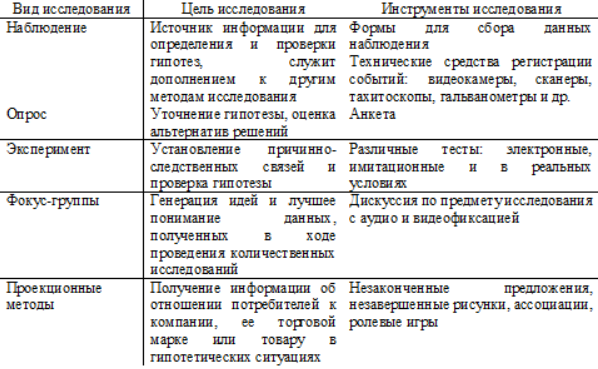 Вид исследования Цель исследования Инструменты исследования
Наблюдение Источник информации для Формы для сбора данных
определения и проверки наблюдения
гипотез, служит Технические средства регистрации
дополнением к другим событий: видеокамеры, сканеры,
методам исследования тахитоскопы, гальванометры и др.
Опрос Уточнение гипотезы, оценка Анкета
альтернатив решений
Эксперимент Установление причинно- Различные тесты: электронные,
следственных связей и имитационные и в реальных
проверка гипотезы условиях
Фокус-группы Генерация идей и лучшее Дискуссия по предмету исследования
понимание данных, с аудио и видеофиксацией
полученных в ходе
проведения количественных
исследований
Проекционные Получение информации об Незаконченные предложения,
методы отношении потребителей к незавершенные рисунки, ассоциации,
компании, ее торговой ролевые игры
марке или товару в
гипотетических ситуациях